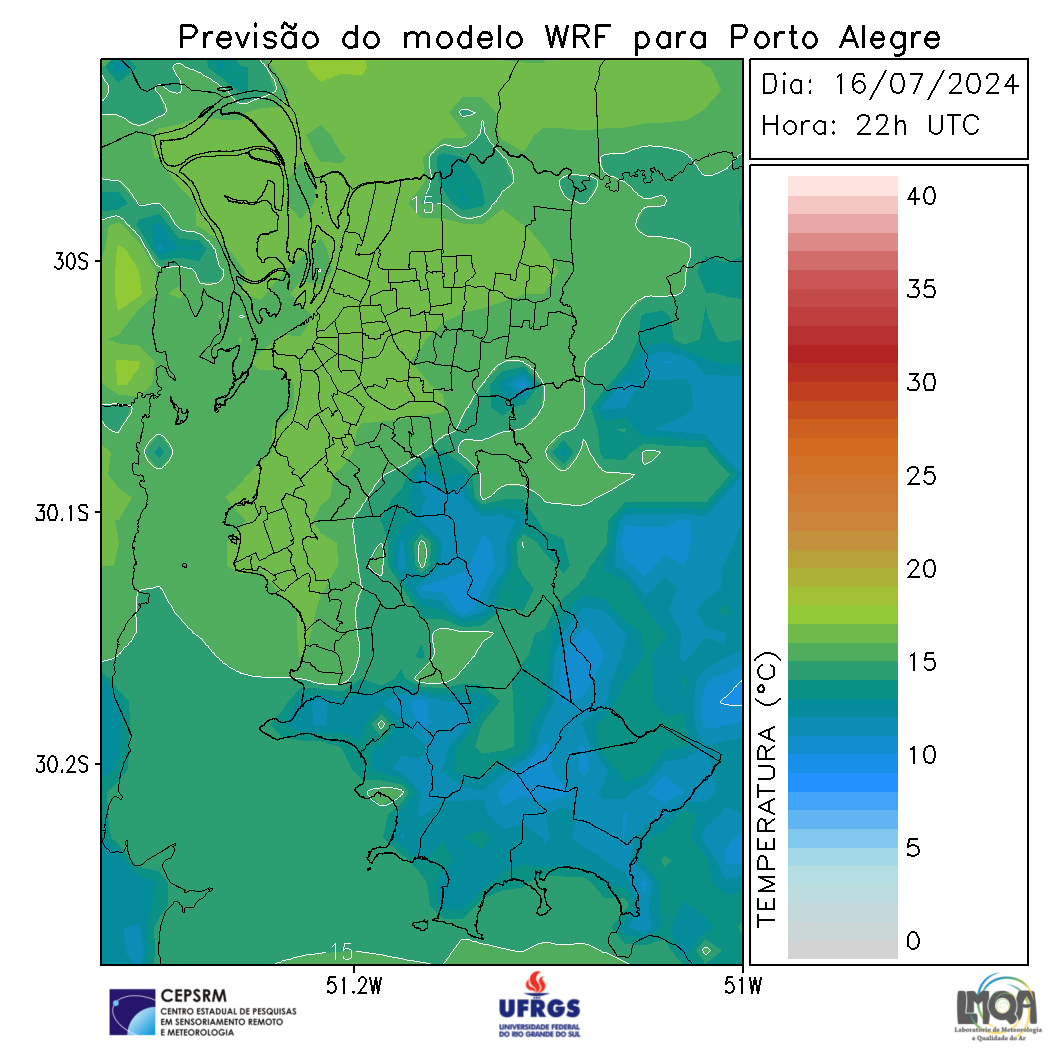 Previsão do modelo WRF para Porto Alegre
Dia: 16/07/2024
Hora: 22h UTC
30S
30.1S
30.2S
51.2W
51W
15
15
TEMPERATURA (°C)
40
35
30
25
20
15
10
5
0
CEPSRM
CENTRO ESTADUAL DE PESQUISAS
EM SENSORIAMENTO REMOTO
E METEOROLOGIA
UFRGS
UNIVERSIDADE FEDERAL
DO RIO GRANDE DO SUL
LMQA
Laboratório de Meteorologia
e Qualidade do Ar